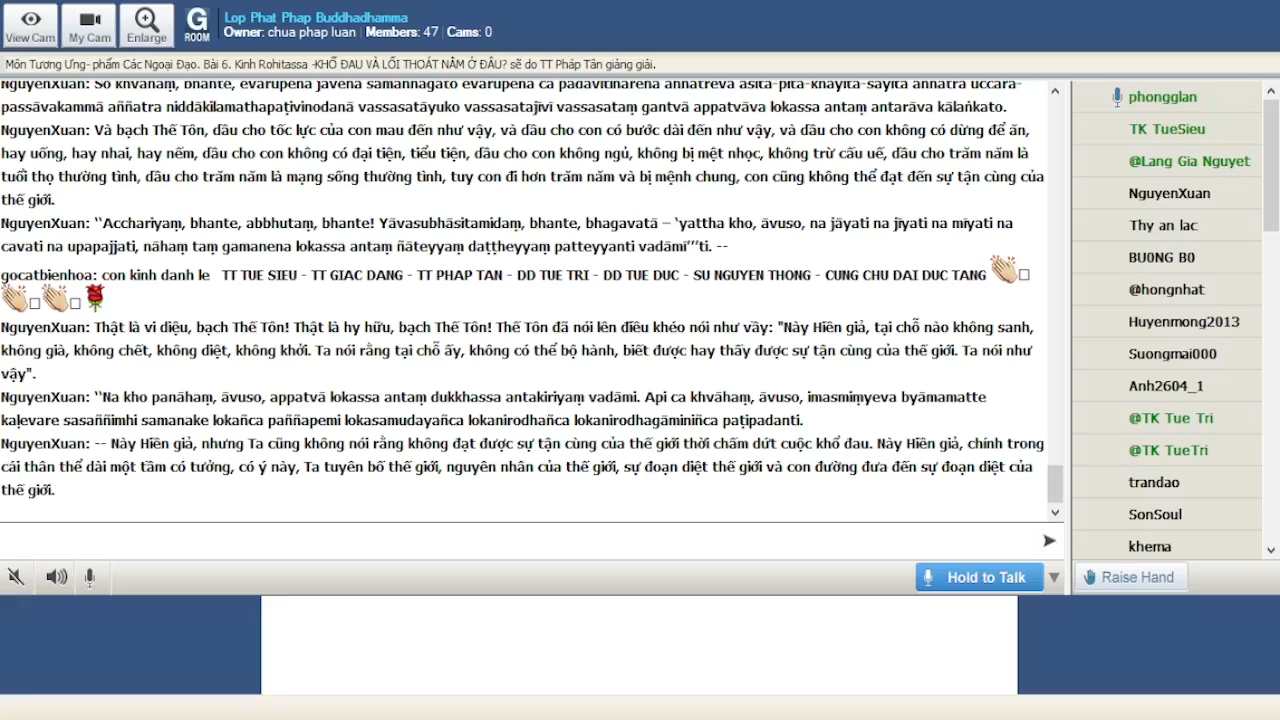 View Cam
My Cam
Enlarge
G
ROOM
Lop Phat Phap Buddhadhamma
Owner: chua phap luan | Members: 47 | Cams: 0
Môn Tương Ưng- phẩm Các Ngoại Đạo. Bài 6. Kinh Rohitassa -KHỔ ĐAU VÀ LỐI THOÁT NẰM Ở ĐÂU? sẽ do TT Pháp Tân giảng giải.
NguyenXuan: So khvāhaṃ, bhante, evarūpena javena samannāgato evarūpena ca padavītihārena aññatreva asita-pīta-khāyita-sāyitā aññatra uccāra-
passāvakammā aññatra niddākilamathapaṭivinodanā vassasatāyuko vassasatajīvī vassasataṃ gantvā appatvāva lokassa antaṃ antarāva kālaṅkato.
NguyenXuan: Và bạch Thế Tôn, dầu cho tốc lực của con mau đến như vậy, và dầu cho con có bước dài đến như vậy, và dầu cho con không có dừng để ăn,
hay uống, hay nhai, hay nếm, dầu cho con không có đại tiện, tiểu tiện, dầu cho con không ngủ, không bị mệt nhọc, không trừ cấu uế, dầu cho trăm năm là
tuổi thọ thường tình, dầu cho trăm năm là mạng sống thường tình, tuy con đi hơn trăm năm và bị mệnh chung, con cũng không thể đạt đến sự tận cùng của
thế giới.
NguyenXuan: ‘‘Acchariyaṃ, bhante, abbhutaṃ, bhante! Yāvasubhāsitamidaṃ, bhante, bhagavatā – ‘yattha kho, āvuso, na jāyati na jīyati na mīyati na
cavati na upapajjati, nāhaṃ taṃ gamanena lokassa antaṃ ñāteyyaṃ daṭṭheyyaṃ patteyyanti vadāmī’’’ti. --
gocatbienhoa: con kinh danh le TT TUE SIEU - TT GIAC DANG - TT PHAP TAN - DD TUE TRI - DD TUE DUC - SU NGUYEN THONG - CUNG CHU DAI DUC TANG
NguyenXuan: Thật là vi diệu, bạch Thế Tôn! Thật là hy hữu, bạch Thế Tôn! Thế Tôn đã nói lên điều khéo nói như vầy: "Này Hiền giả, tại chỗ nào không sanh,
không già, không chết, không diệt, không khởi. Ta nói rằng tại chỗ ấy, không có thể bộ hành, biết được hay thấy được sự tận cùng của thế giới. Ta nói như
vậy".
NguyenXuan: ‘‘Na kho panāhaṃ, āvuso, appatvā lokassa antaṃ dukkhassa antakiriyaṃ vadāmi. Api ca khvāhaṃ, āvuso, imasmiṃyeva byāmamatte
kaḷevare sasaññimhi samanake lokañca paññapemi lokasamudayañca lokanirodhañca lokanirodhagāminiñca paṭipadanti.
NguyenXuan: -- Này Hiền giả, nhưng Ta cũng không nói rằng không đạt được sự tận cùng của thế giới thời chấm dứt cuộc khổ đau. Này Hiền giả, chính trong
cái thân thể dài một tầm có tưởng, có ý này, Ta tuyên bố thế giới, nguyên nhân của thế giới, sự đoạn diệt thế giới và con đường đưa đến sự đoạn diệt của
thế giới.
phongglan
TK TueSieu
@Lang Gia Nguyet
NguyenXuan
Thy an lac
BU0NG B0
@hongnhat
Huyenmong2013
Suongmai000
Anh2604_1
@TK Tue Tri
@TK TueTri
trandao
SonSoul
khema
Hold to Talk
Raise Hand